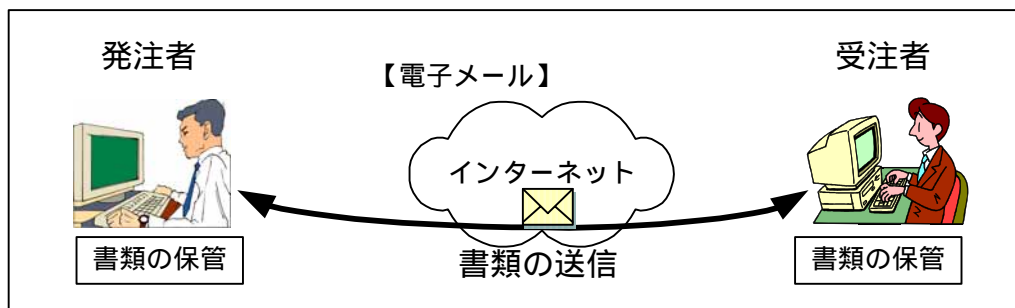 発注者
受注者
【電子メール】
インターネット
書類の送信
書類の保管
書類の保管